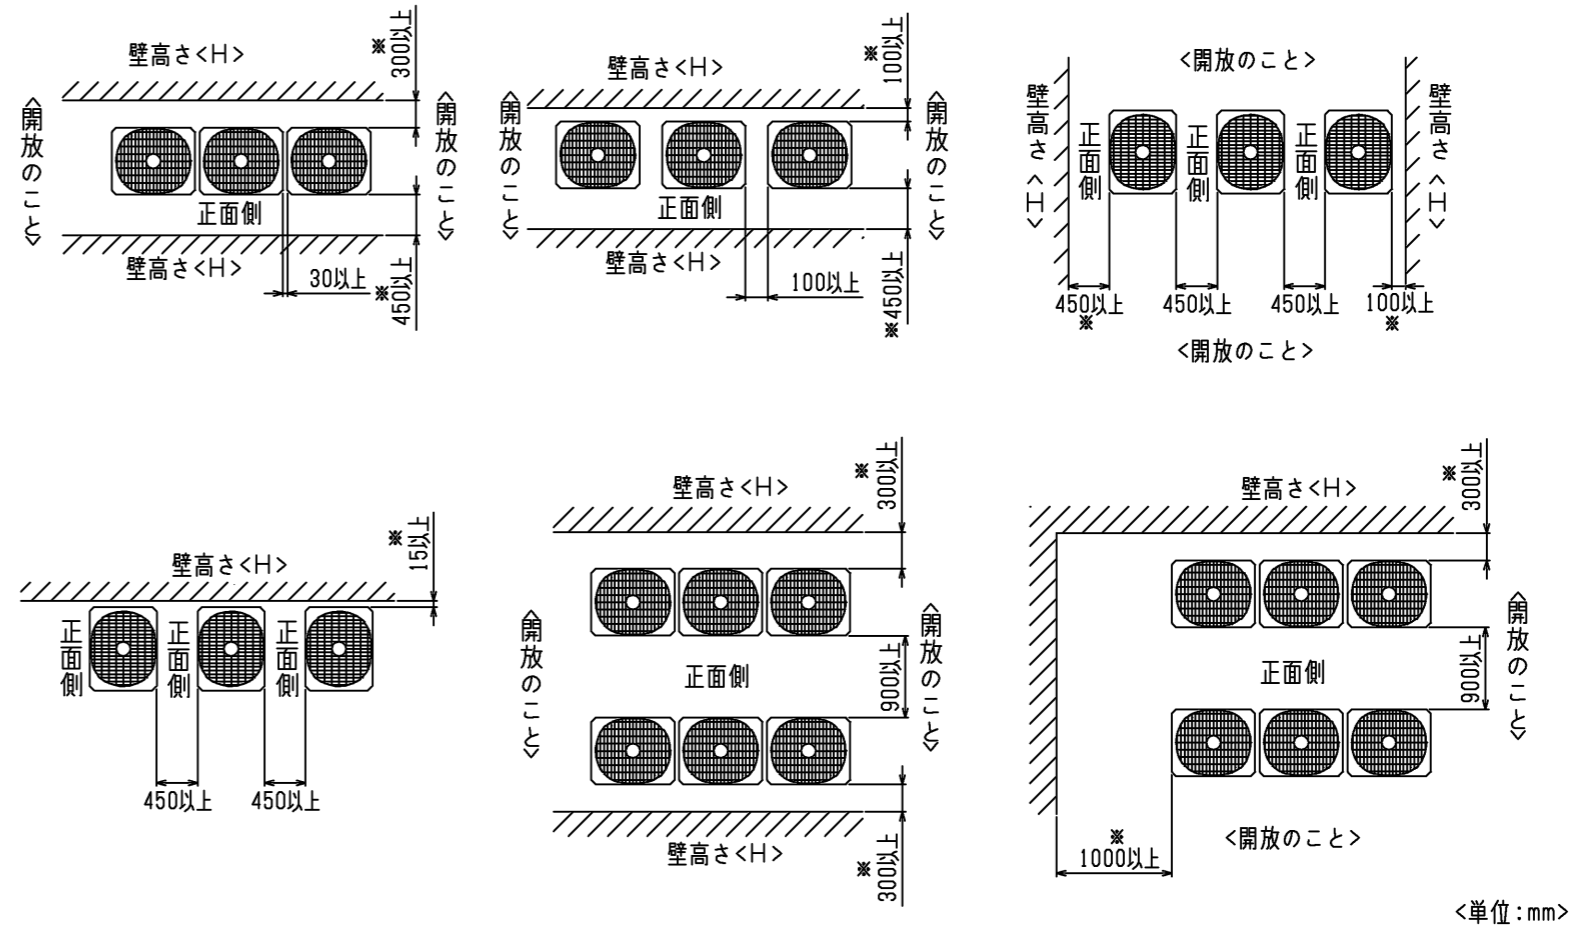 壁高さ<H>
※
300以上
<開放のこと>
<開放のこと>
正面側
壁高さ<H>
30以上
※
450以上
壁高さ<H>
※
100以上
<開放のこと>
<開放のこと>
正面側
壁高さ<H>
100以上
※450以上
<開放のこと>
壁高さ<H>
正面側
正面側
正面側
壁高さ<H>
450以上
※
450以上
450以上
100以上
※
<開放のこと>
壁高さ<H>
※
15以上
正面側
正面側
正面側
450以上
450以上
壁高さ<H>
※
300以上
<開放のこと>
<開放のこと>
正面側
900以上
壁高さ<H>
※
300以上
壁高さ<H>
※
300以上
正面側
900以上
<開放のこと>
※
1000以上
<開放のこと>
<単位:mm>